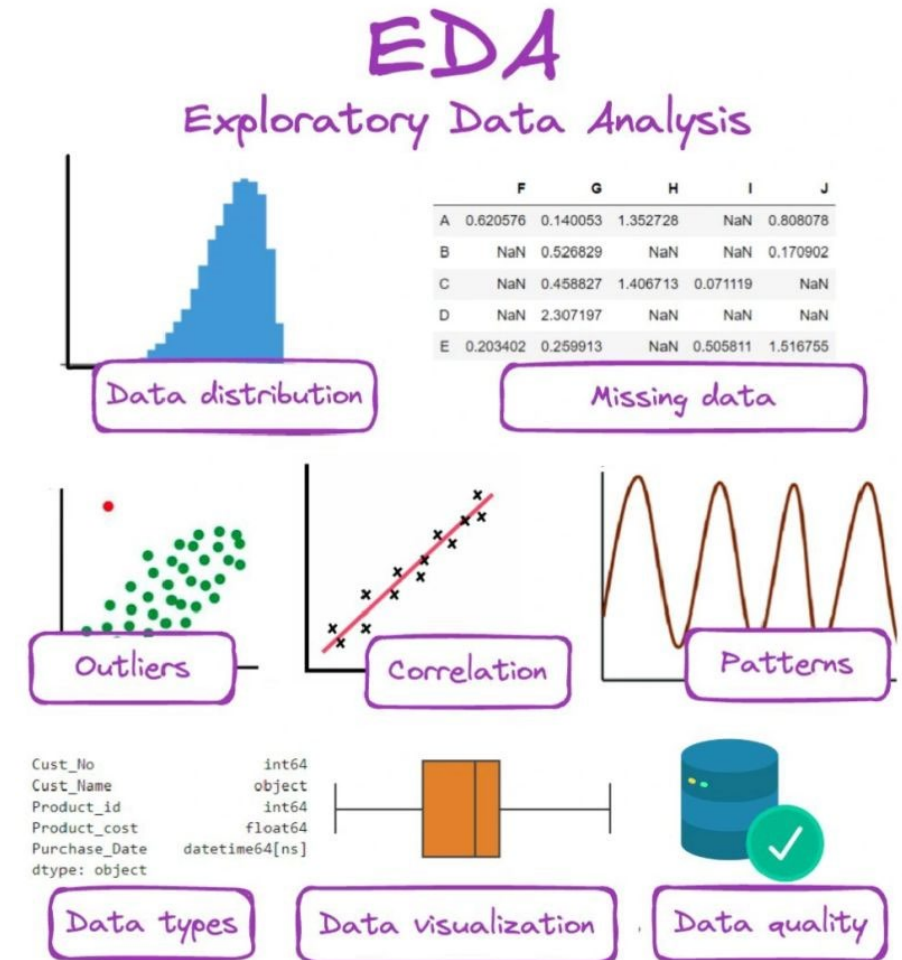 EDA
Exploratory Data Analysis
F G H I J
A 0.620576 0.140053 1.352728 NaN 0.808078
B NaN 0.526829 NaN NaN 0.170902
C NaN 0.458827 1.406713 0.071119 NaN
D NaN 2.307197 NaN NaN NaN
E 0.203402 0.259913 NaN 0.505811 1.516755
Data distribution
Missing data
Outliers
Correlation
Patterns
Cust_No int64
Cust_Name object
Product_id int64
Product_cost float64
Purchase_Date datetime64[ns]
dtype: object
Data types
Data visualization
Data quality